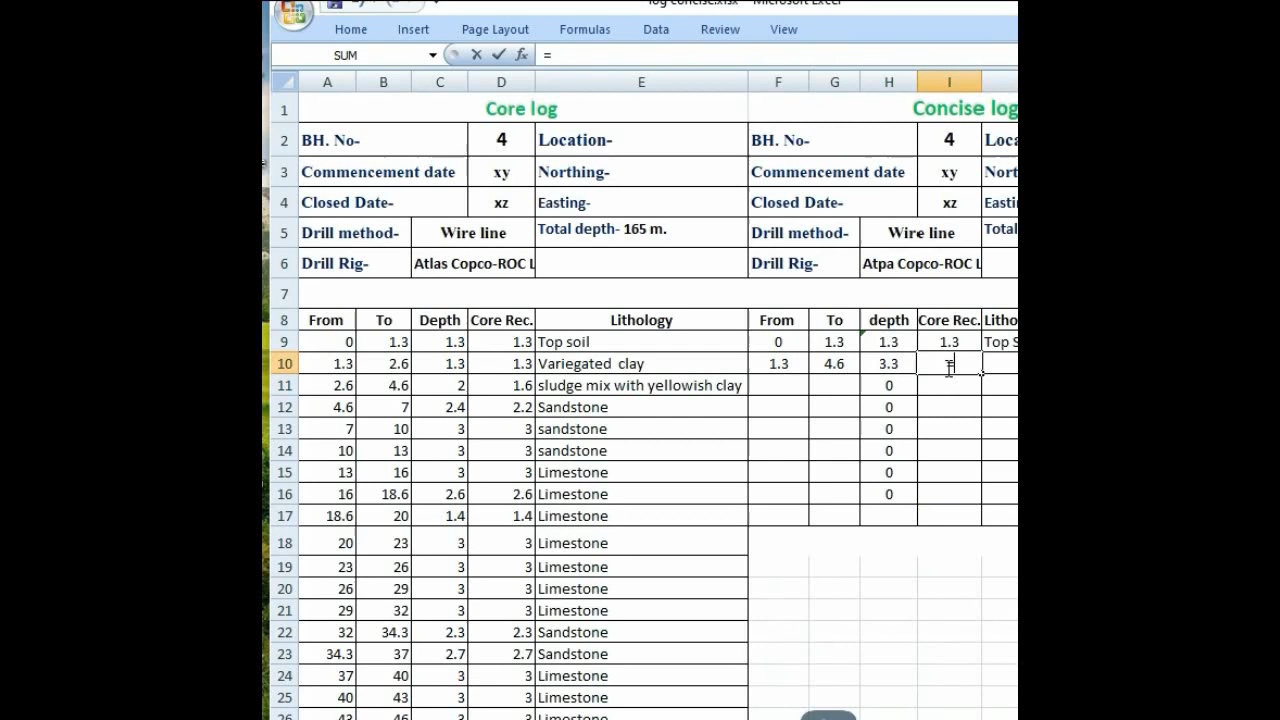 log concise.xlsx - Microsoft Excel
Home Insert Page Layout Formulas Data Review View
SUM =
A B C D E F G H I
1 Core log Concise log
2 BH. No- 4 Location- BH. No- 4 Loca
3 Commencement date xy Northing- Commencement date xy Nort
4 Closed Date- xz Easting- Closed Date- xz Easti
5 Drill method- Wire line Total depth- 165 m. Drill method- Wire line Total
6 Drill Rig- Atlas Copco-ROC L Drill Rig- Atpa Copco-ROC L
7
8 From To Depth Core Rec. Lithology From To depth Core Rec. Litho
9 0 1.3 1.3 1.3 Top soil 0 1.3 1.3 1.3 Top S
10 1.3 2.6 1.3 1.3 Variegated clay 1.3 4.6 3.3 =
11 2.6 4.6 2 1.6 sludge mix with yellowish clay 0
12 4.6 7 2.4 2.2 Sandstone 0
13 7 10 3 3 sandstone 0
14 10 13 3 3 sandstone 0
15 13 16 3 3 Limestone 0
16 16 18.6 2.6 2.6 Limestone 0
17 18.6 20 1.4 1.4 Limestone
18 20 23 3 3 Limestone
19 23 26 3 3 Limestone
20 26 29 3 3 Limestone
21 29 32 3 3 Limestone
22 32 34.3 2.3 2.3 Sandstone
23 34.3 37 2.7 2.7 Sandstone
24 37 40 3 3 Limestone
25 40 43 3 3 Limestone
26 43 46 3 3 Limestone